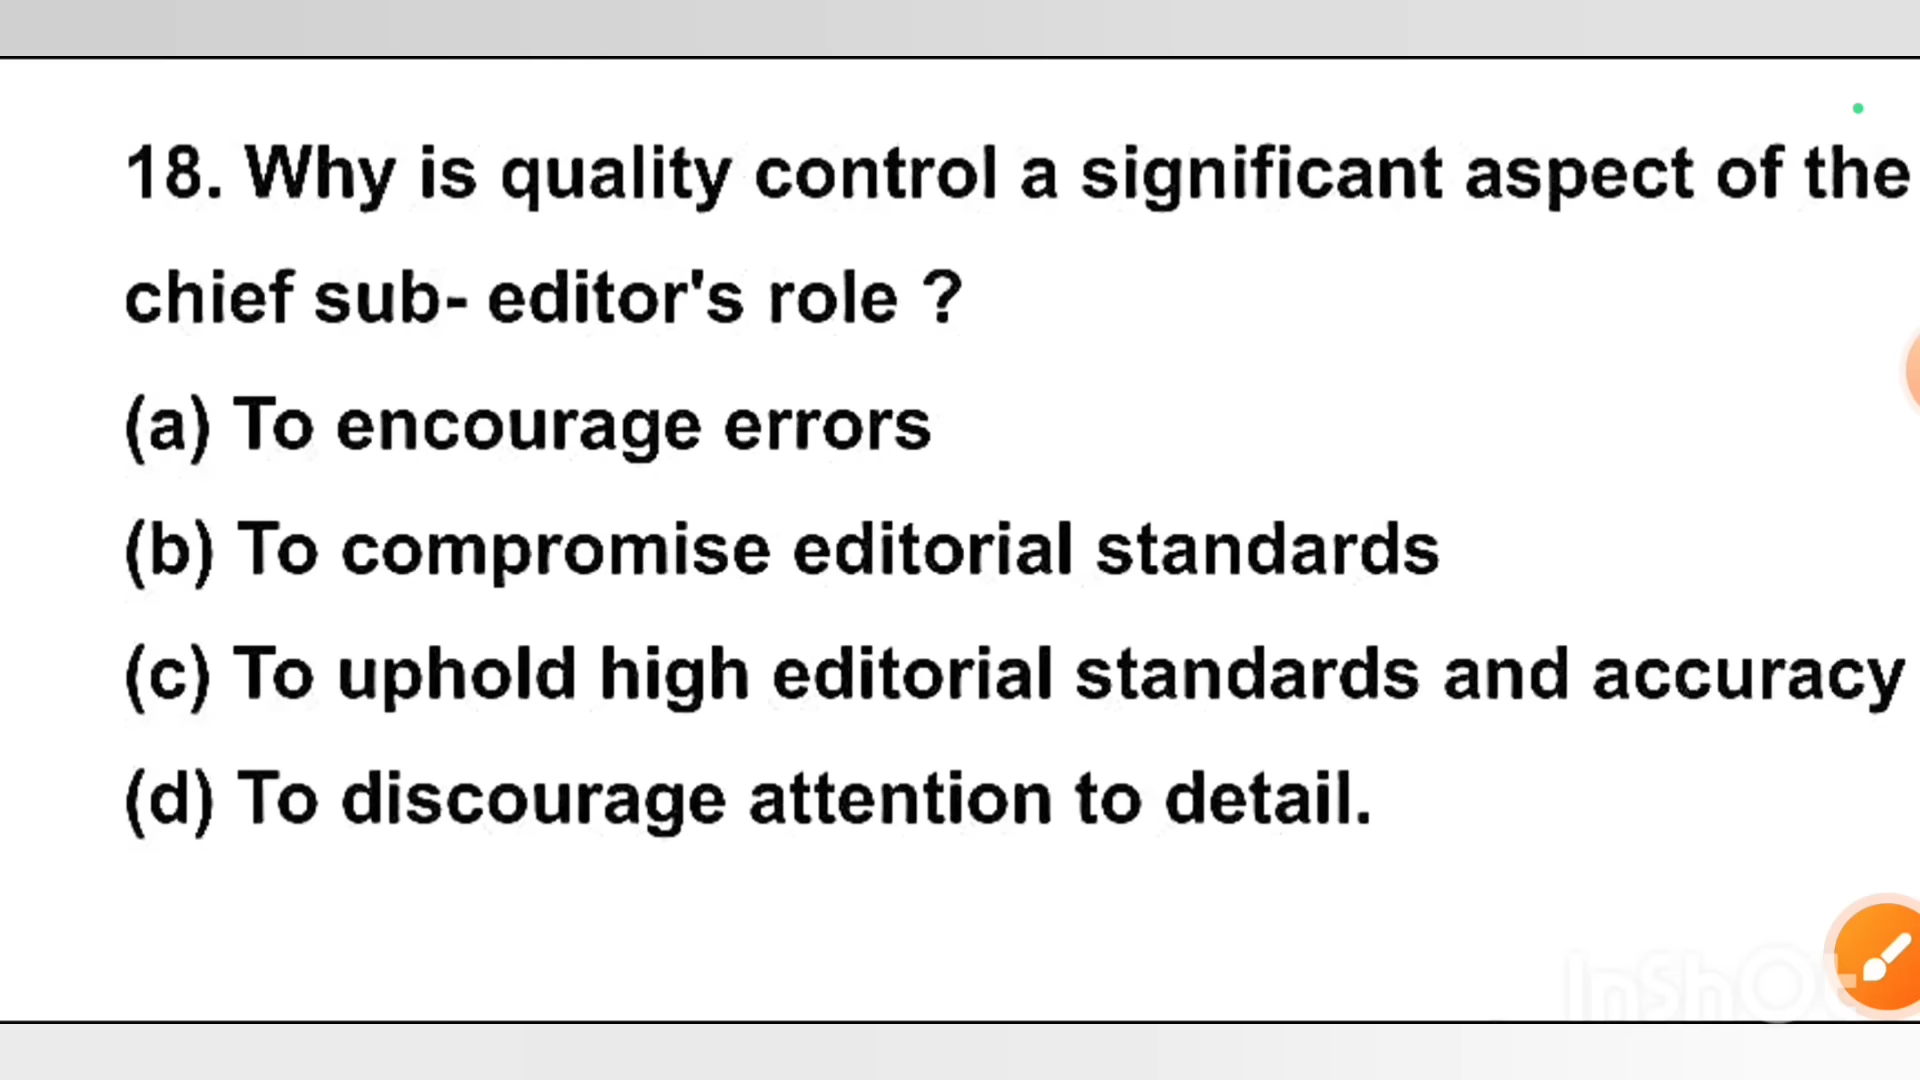 18. Why is quality control a significant aspect of the
chief sub- editor's role ?
(a) To encourage errors
(b) To compromise editorial standards
(c) To uphold high editorial standards and accuracy
(d) To discourage attention to detail.
InShOt